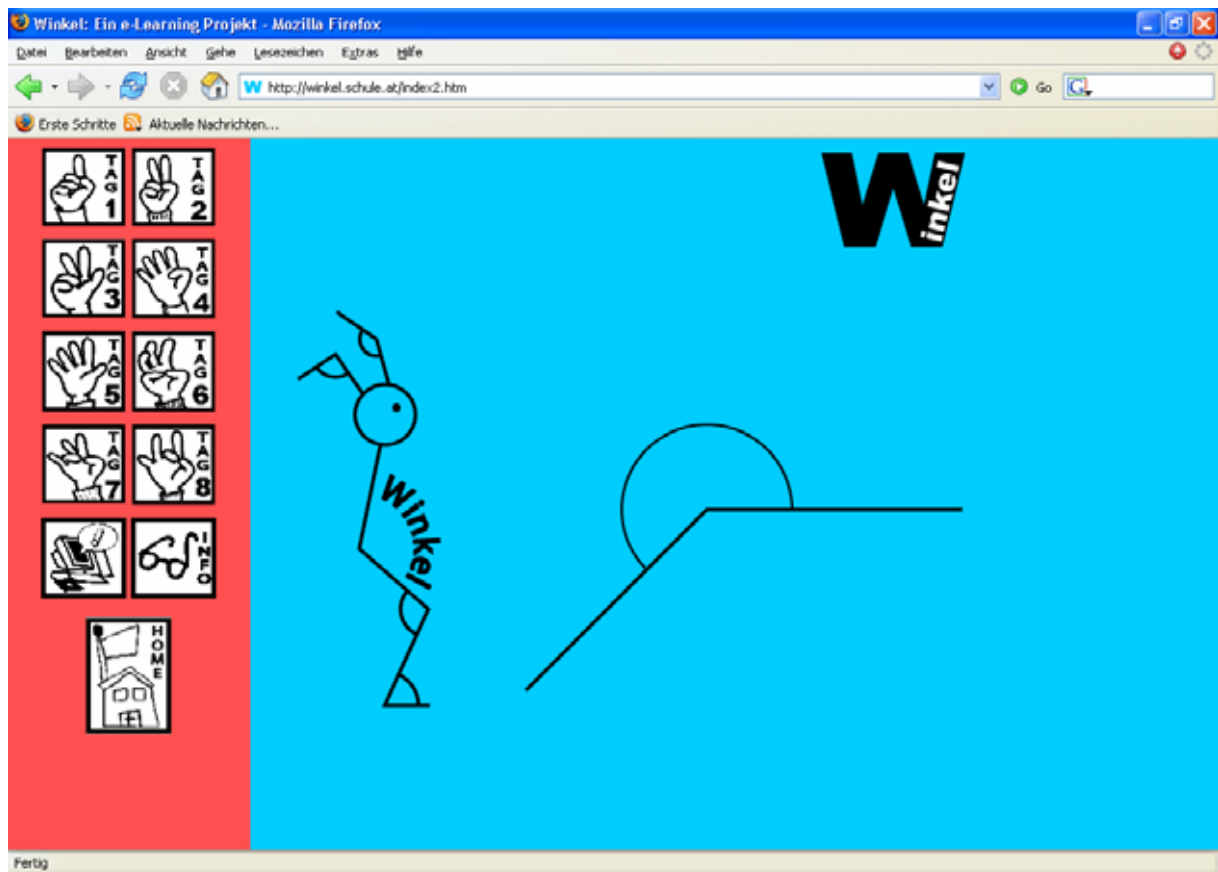 Winkel: Ein e-Learning Projekt - Mozilla Firefox
Datei Bearbeiten Ansicht Gehe Lesezeichen Extras Hilfe
W http://winkel.schule.at/index2.htm Go G
Erste Schritte Aktuelle Nachrichten...
TAG 1
TAG 2
TAG 3
TAG 4
TAG 5
TAG 6
TAG 7
TAG 8
!
INFO
HOME
Winkel
Winkel
Fertig